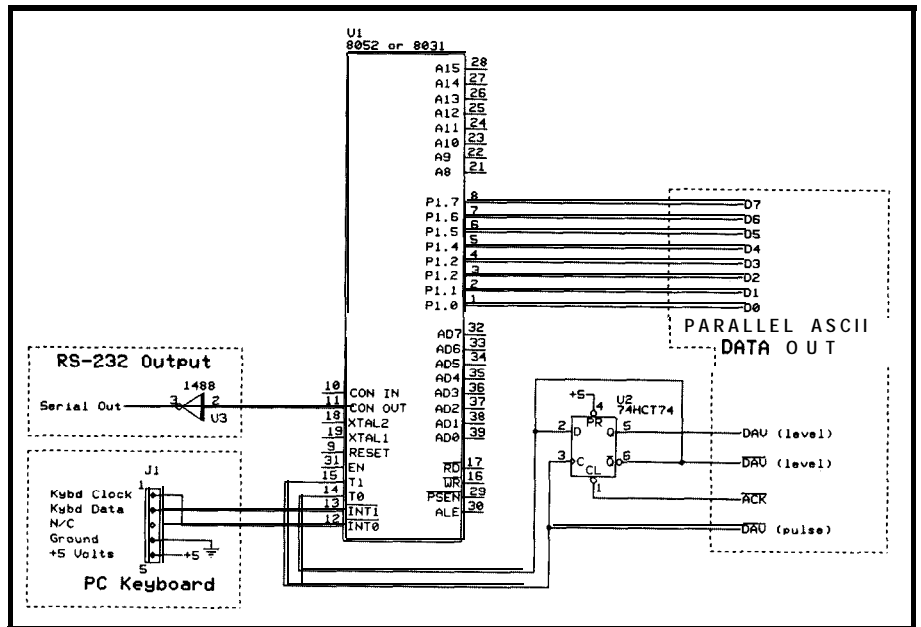 U1
8052 or 8031
A15 28
A14 27
A13 26
A12 25
A11 24
A10 23
A9 22
A8 21
P1.7 8 D7
P1.6 7 D6
P1.5 6 D5
P1.4 5 D4
P1.2 4 D3
P1.2 3 D2
P1.1 2 D1
P1.0 1 D0
PARALLEL ASCII
DATA OUT
AD7 32
AD6 33
AD5 34
AD4 35
AD3 36
AD2 37
AD1 38
AD0 39
RD 17
WR 16
PSEN 29
ALE 30
RS-232 Output
1488
3 2
Serial Out
U3
10 CON IN
11 CON OUT
18 XTAL2
19 XTAL1
9 RESET
31 EN
15 T1
14 T0
13 INT1
12 INT0
J1
1
Kybd Clock
Kybd Data
N/C
Ground
+5 Volts
+5
5
PC Keyboard
+5
4
U2
74HCT74
PR
2 D Q 5
3 C Q 6
CL
1
DAV (level)
DAV (level)
ACK
DAV (pulse)